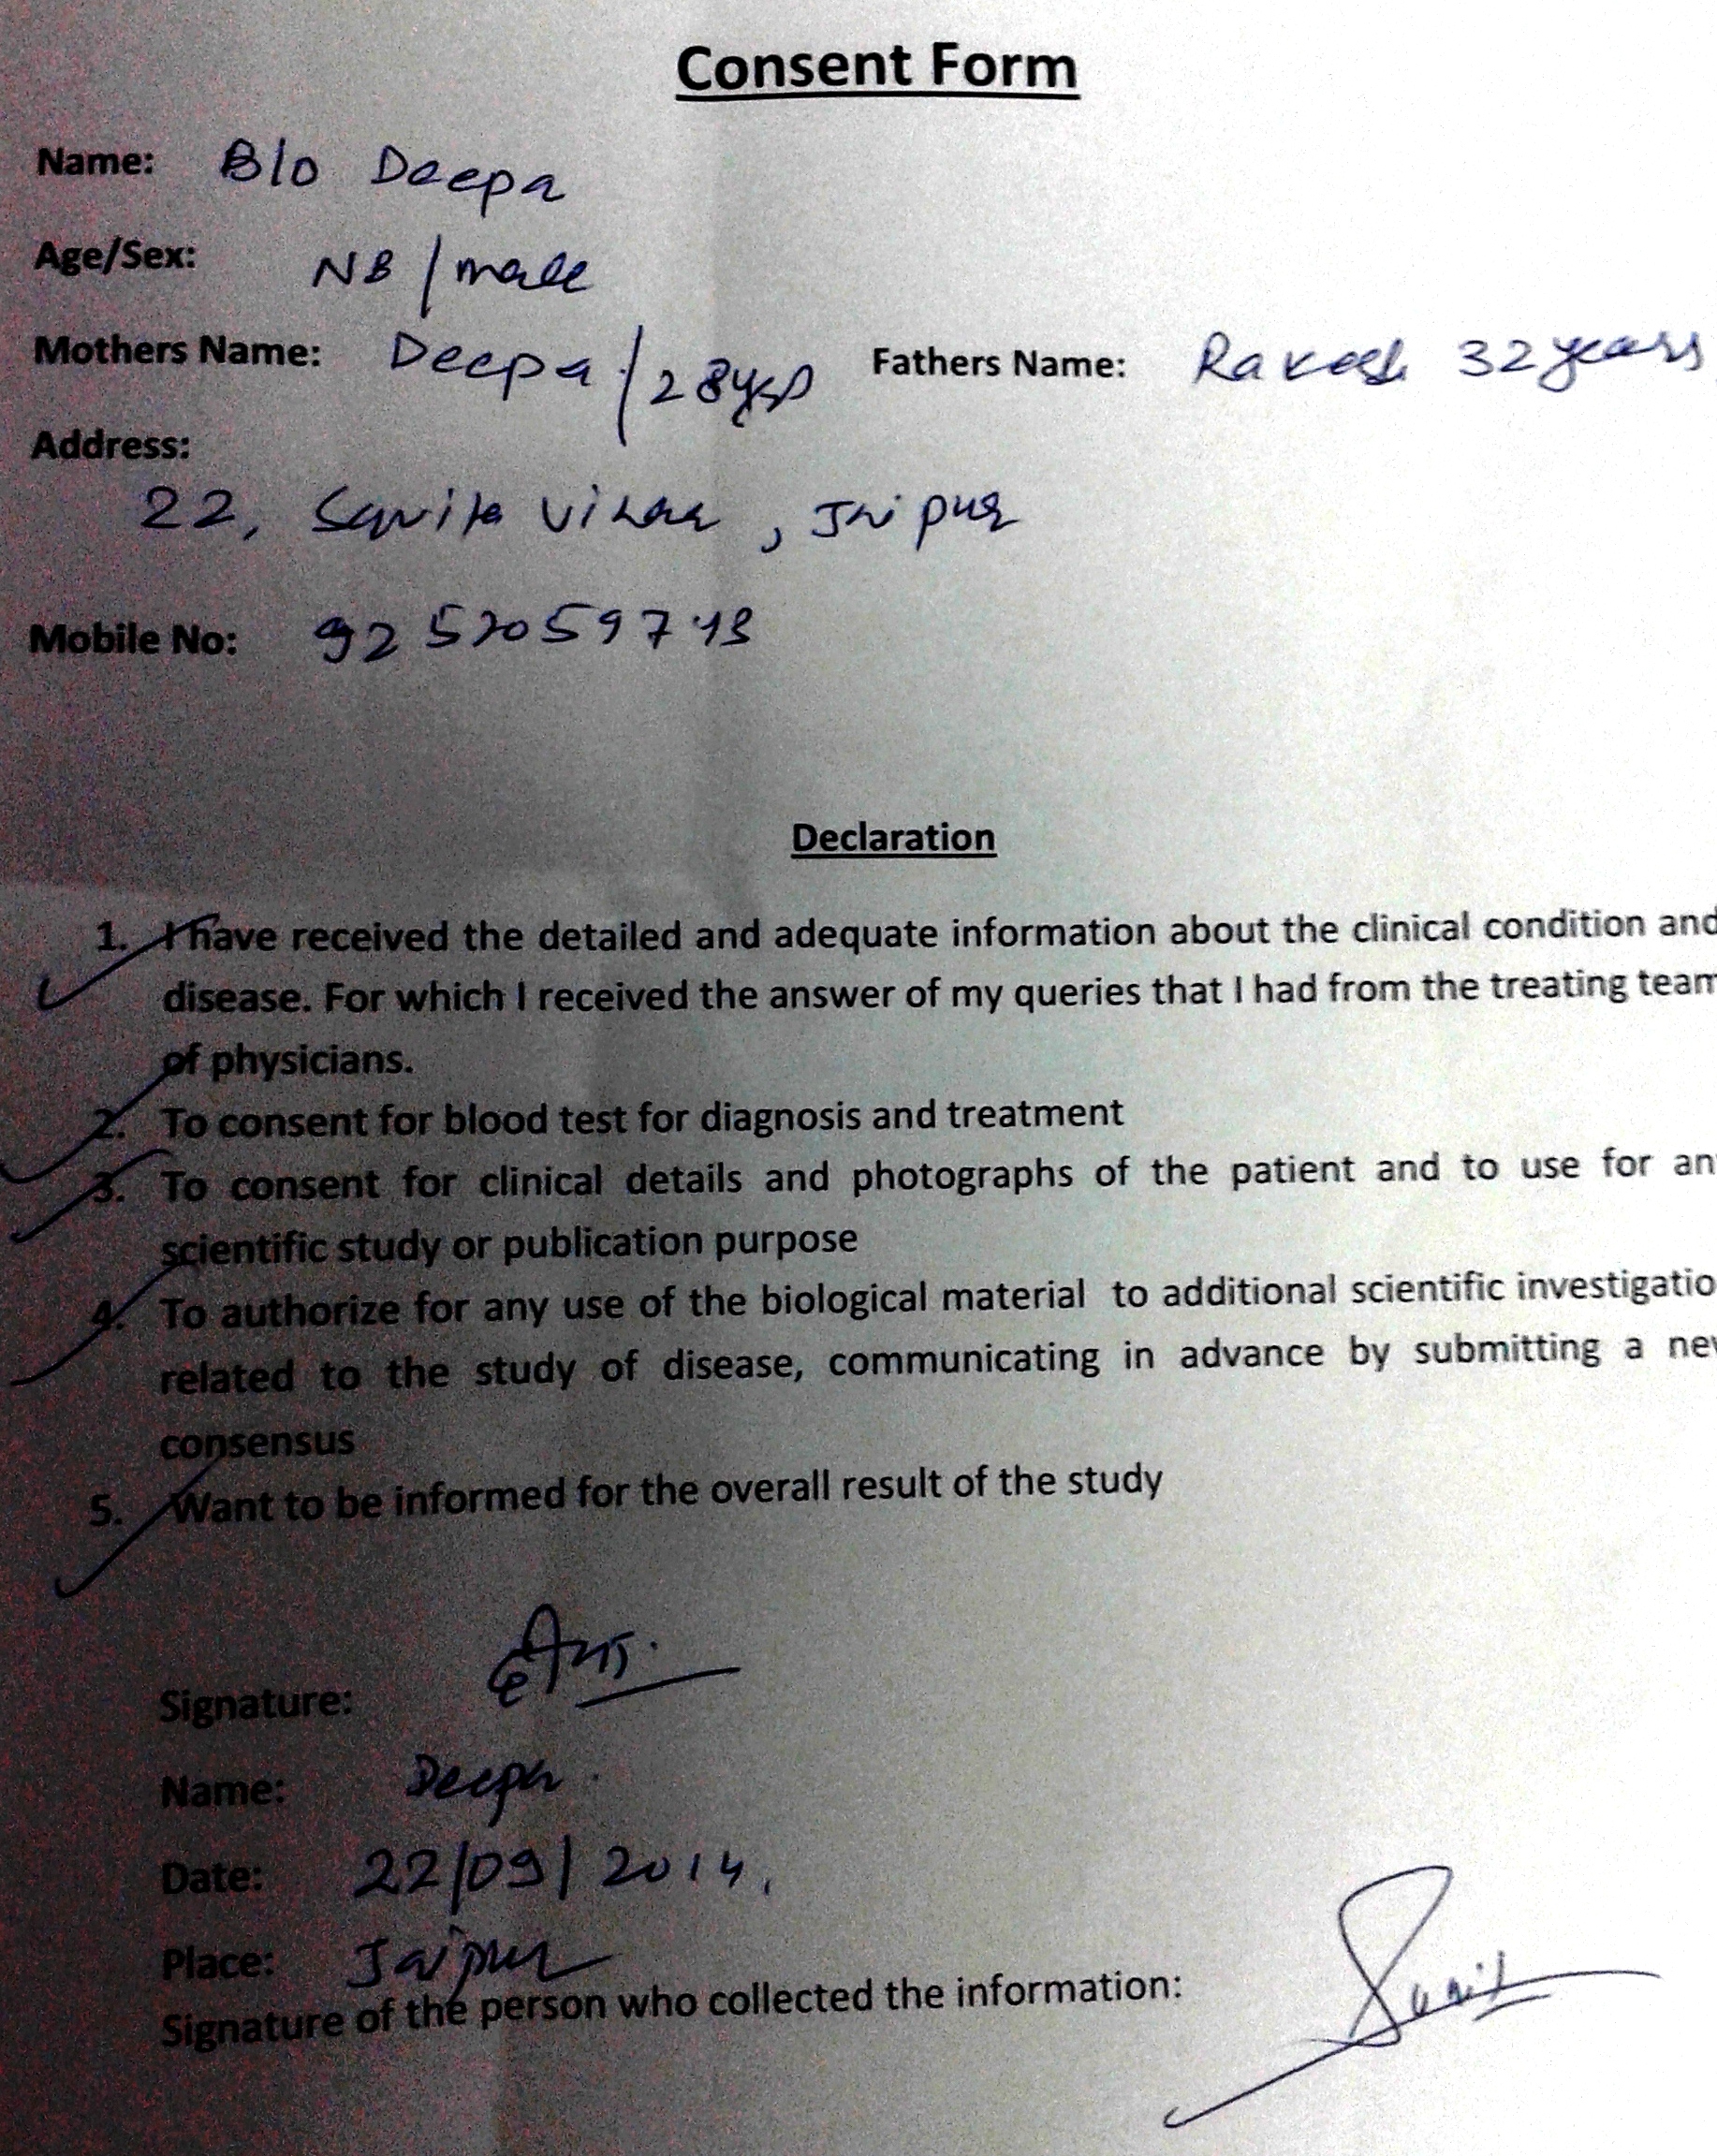 Consent Form
Name: B/o Deepa
Age/Sex: NB / male
Mothers Name: Deepa / 28yrs Fathers Name: Rakesh 32 years
Address:
22, Vihar, Jaipur
Mobile No:
Declaration
1. I have received the detailed and adequate information about the clinical condition and
disease. For which I received the answer of my queries that I had from the treating team
of physicians.
2. To consent for blood test for diagnosis and treatment
3. To consent for clinical details and photographs of the patient and to use for an
scientific study or publication purpose
4. To authorize for any use of the biological material to additional scientific investigatio
related to the study of disease, communicating in advance by submitting a new
consensus
5. Want to be informed for the overall result of the study
Signature:
Name: Deepa
Date: 22/09/2014
Place: Jaipur
Signature of the person who collected the information: